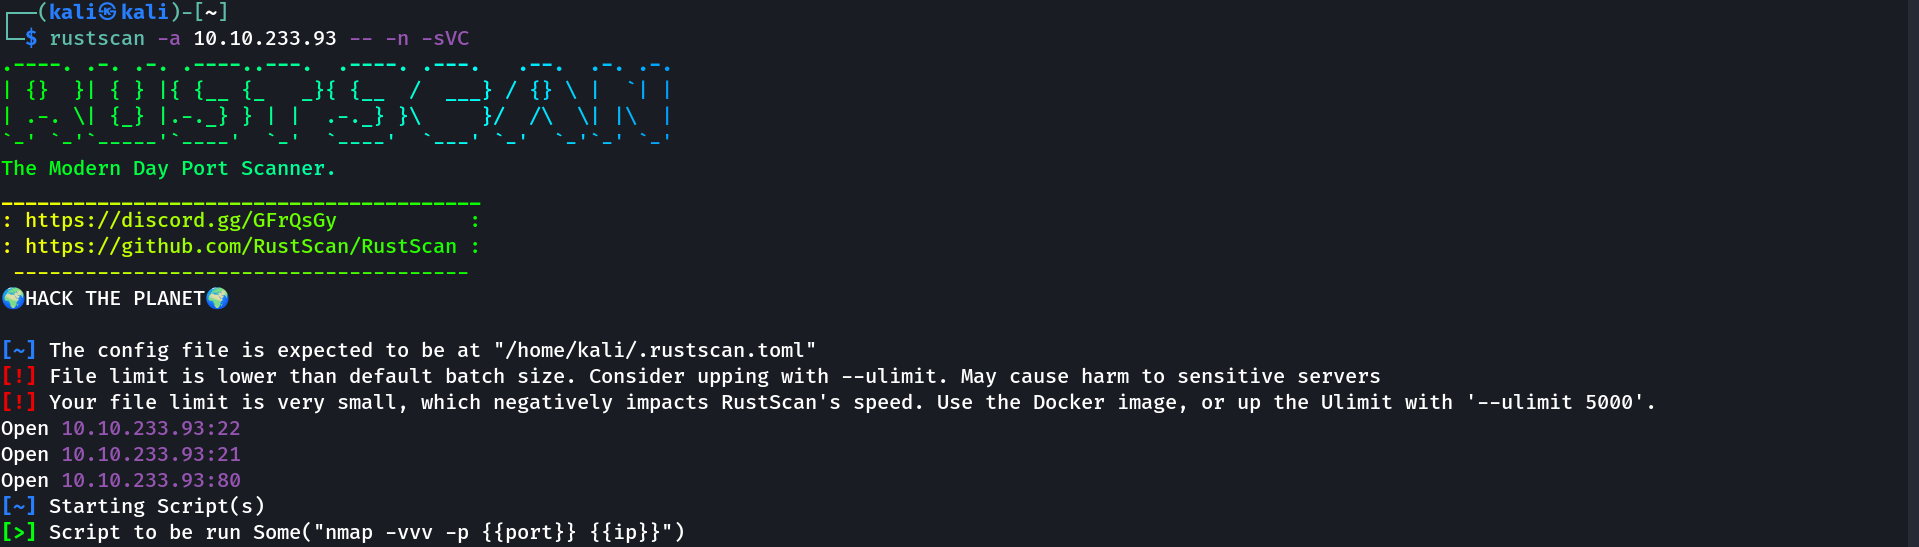 ┌──(kali㉿kali)-[~]
└─$ rustscan -a 10.10.233.93 -- -n -sVC
.----. .-. .-. .----..---.  .----. .---.   .--.  .-. .-.
| {}  }| { } |{ {__ {_   _}{ {__  /  ___} / {} \ |  `| |
| .-. \| {_} |.-._} } | |  .-._} }\     }/  /\  \| |\  |
`-' `-'`-----'`----'  `-'  `----'  `---' `-'  `-'`-' `-'
The Modern Day Port Scanner.
________________________________________
: https://discord.gg/GFrQsGy           :
: https://github.com/RustScan/RustScan :
 --------------------------------------
🌍HACK THE PLANET🌍
[~] The config file is expected to be at "/home/kali/.rustscan.toml"
[!] File limit is lower than default batch size. Consider upping with --ulimit. May cause harm to sensitive servers
[!] Your file limit is very small, which negatively impacts RustScan's speed. Use the Docker image, or up the Ulimit with '--ulimit 5000'.
Open 10.10.233.93:22
Open 10.10.233.93:21
Open 10.10.233.93:80
[~] Starting Script(s)
[>] Script to be run Some("nmap -vvv -p {{port}} {{ip}}")